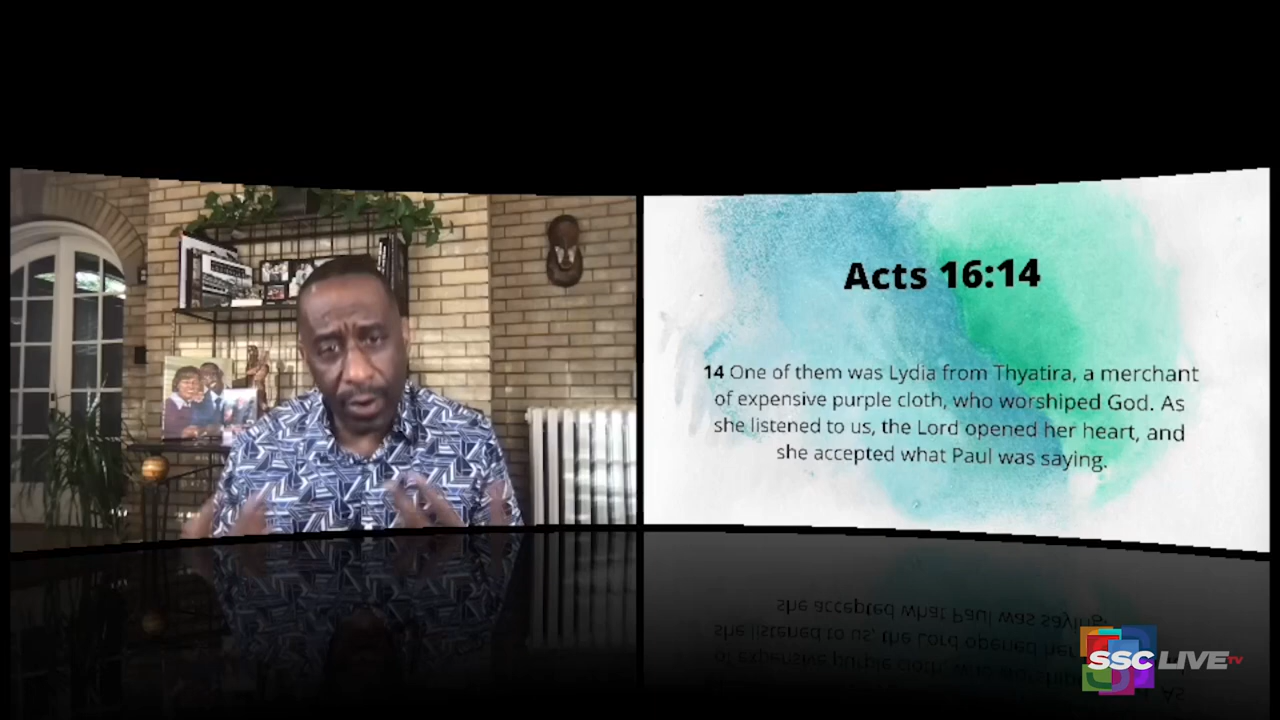 Acts 16:14
14 One of them was Lydia from Thyatira, a merchant
of expensive purple cloth, who worshiped God. As
she listened to us, the Lord opened her heart, and
she accepted what Paul was saying.
SSC LIVE TV